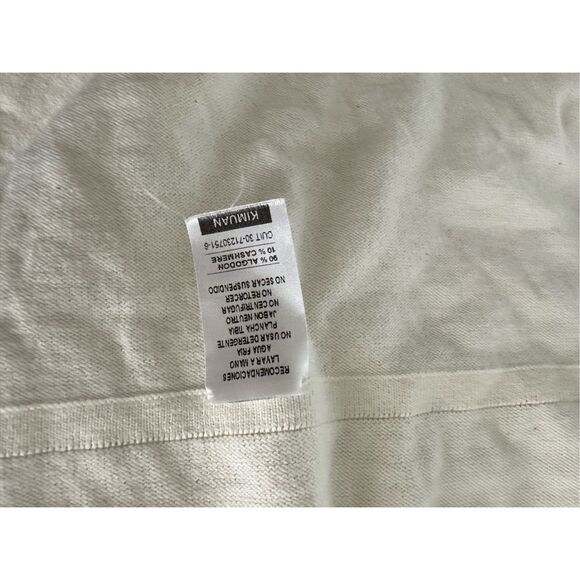 KIMUAN
CUIT 30-71230751-6
90% ALGODON
10% CASHMERE
NO SECAR SUSPENDIDO
NO RETORCER
NO CENTRIFUGAR
JABON NEUTRO
PLANCHA TIBIA
NO USAR DETERGENTE
AGUA FRIA
LAVAR A MANO
RECOMENDACIONES